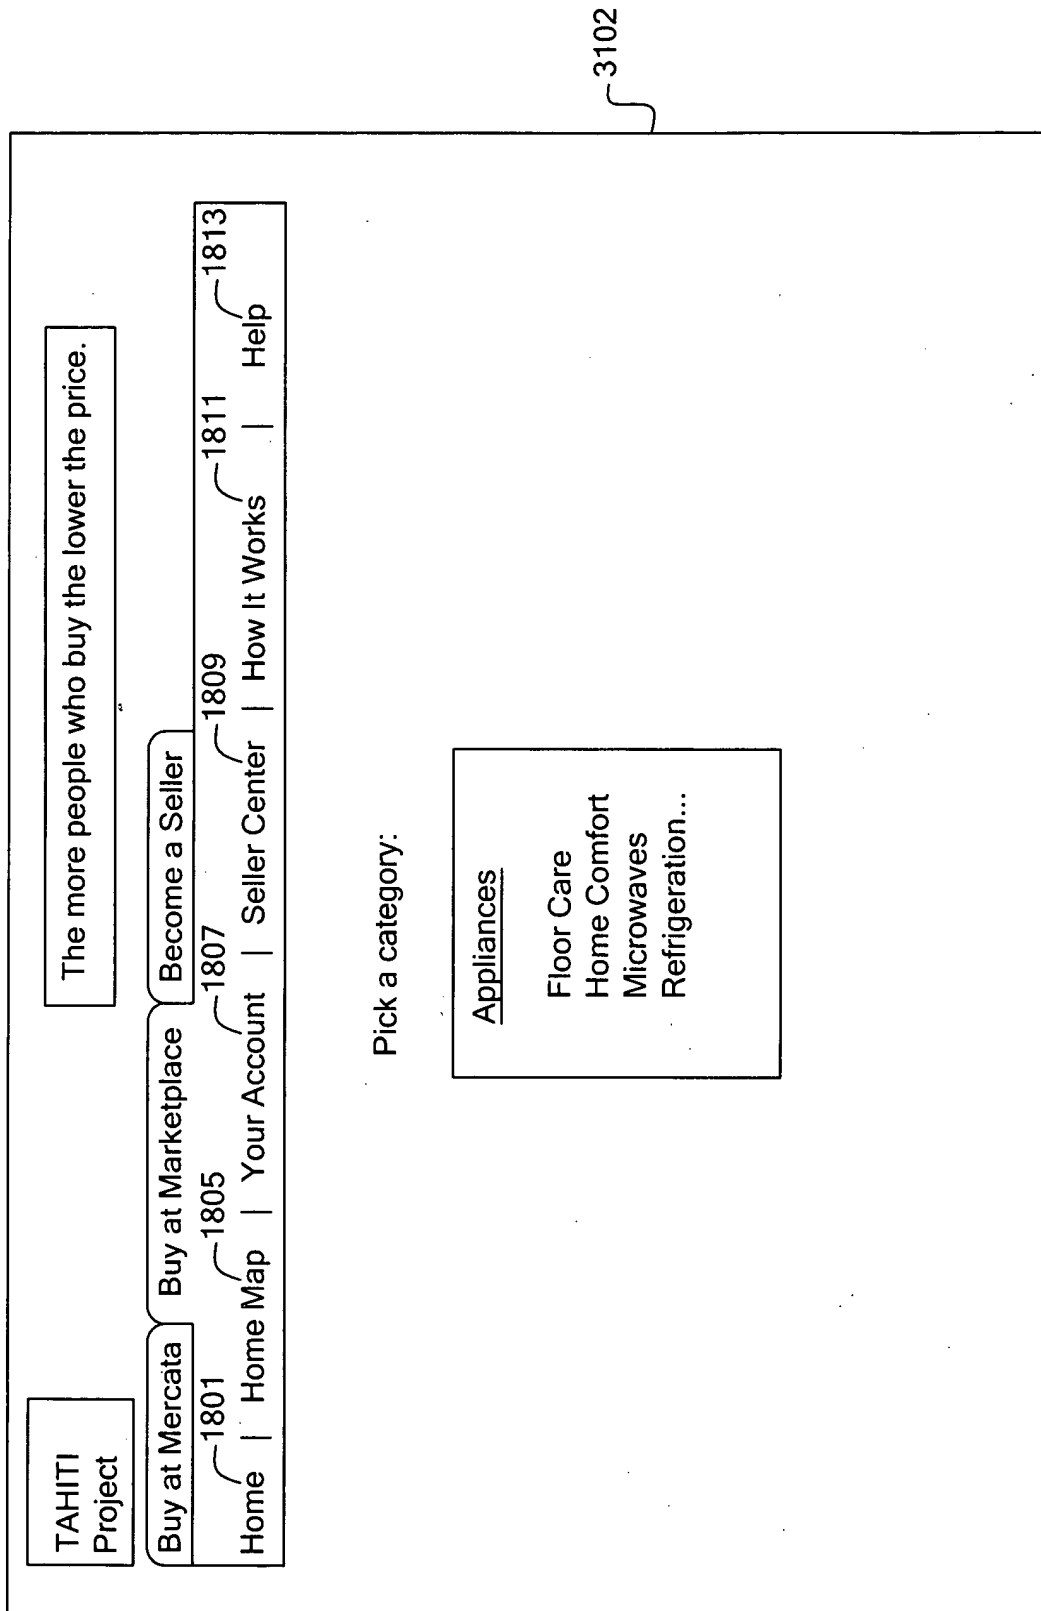 TAHITI
Project
The more people who buy the lower the price.
Buy at Mercata Buy at Marketplace Become a Seller
1801 1805 1807 1809 1811 1813
Home | Home Map | Your Account | Seller Center | How It Works | Help
Pick a category:
Appliances
Floor Care
Home Comfort
Microwaves
Refrigeration...
3102